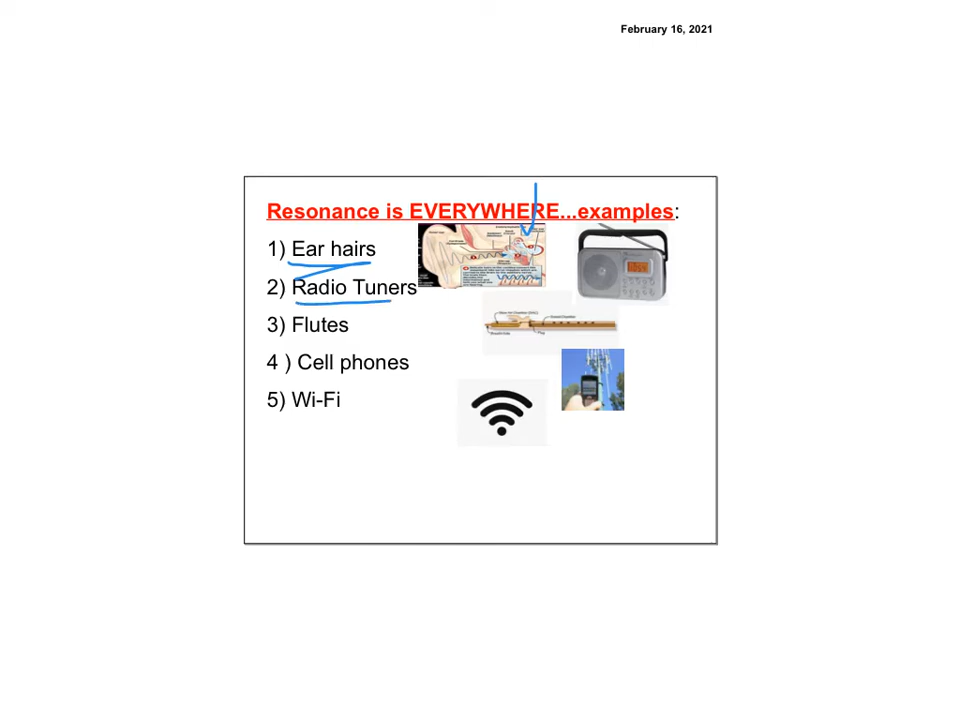 February 16, 2021
Resonance is EVERYWHERE...examples:
1) Ear hairs
2) Radio Tuners
3) Flutes
4 ) Cell phones
5) Wi-Fi